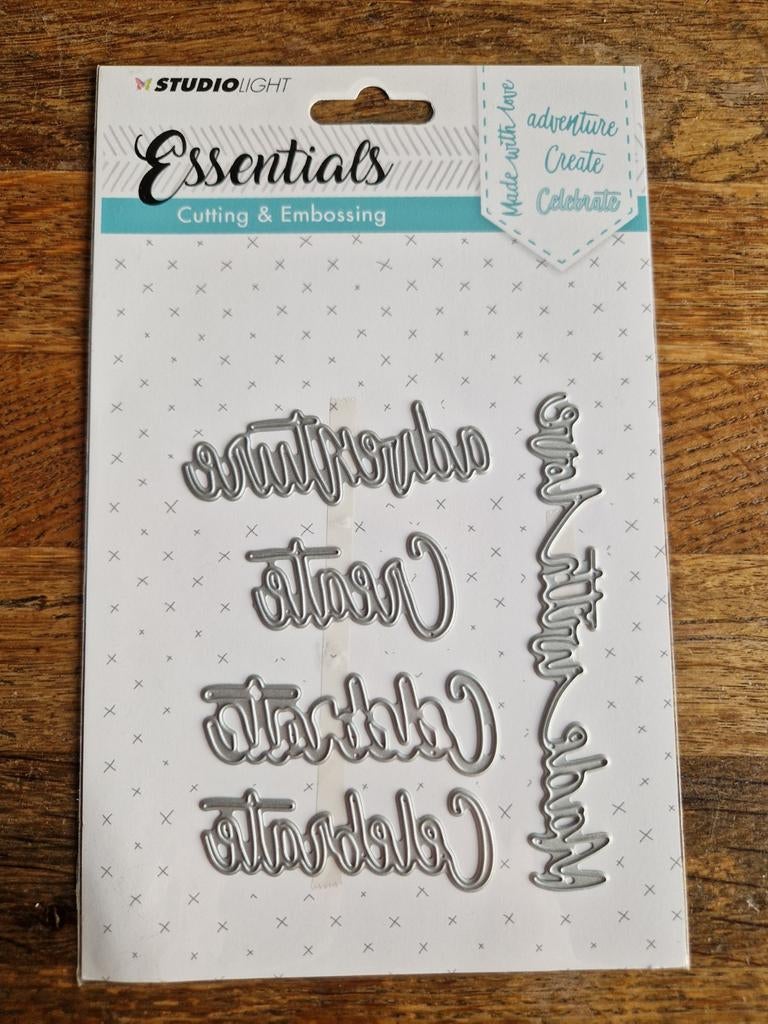 STUDIOLIGHT
Essentials
Cutting & Embossing
Made with love
adventure
Create
Celebrate
adventure
Create
Celebrate
Celebrate
Made with love